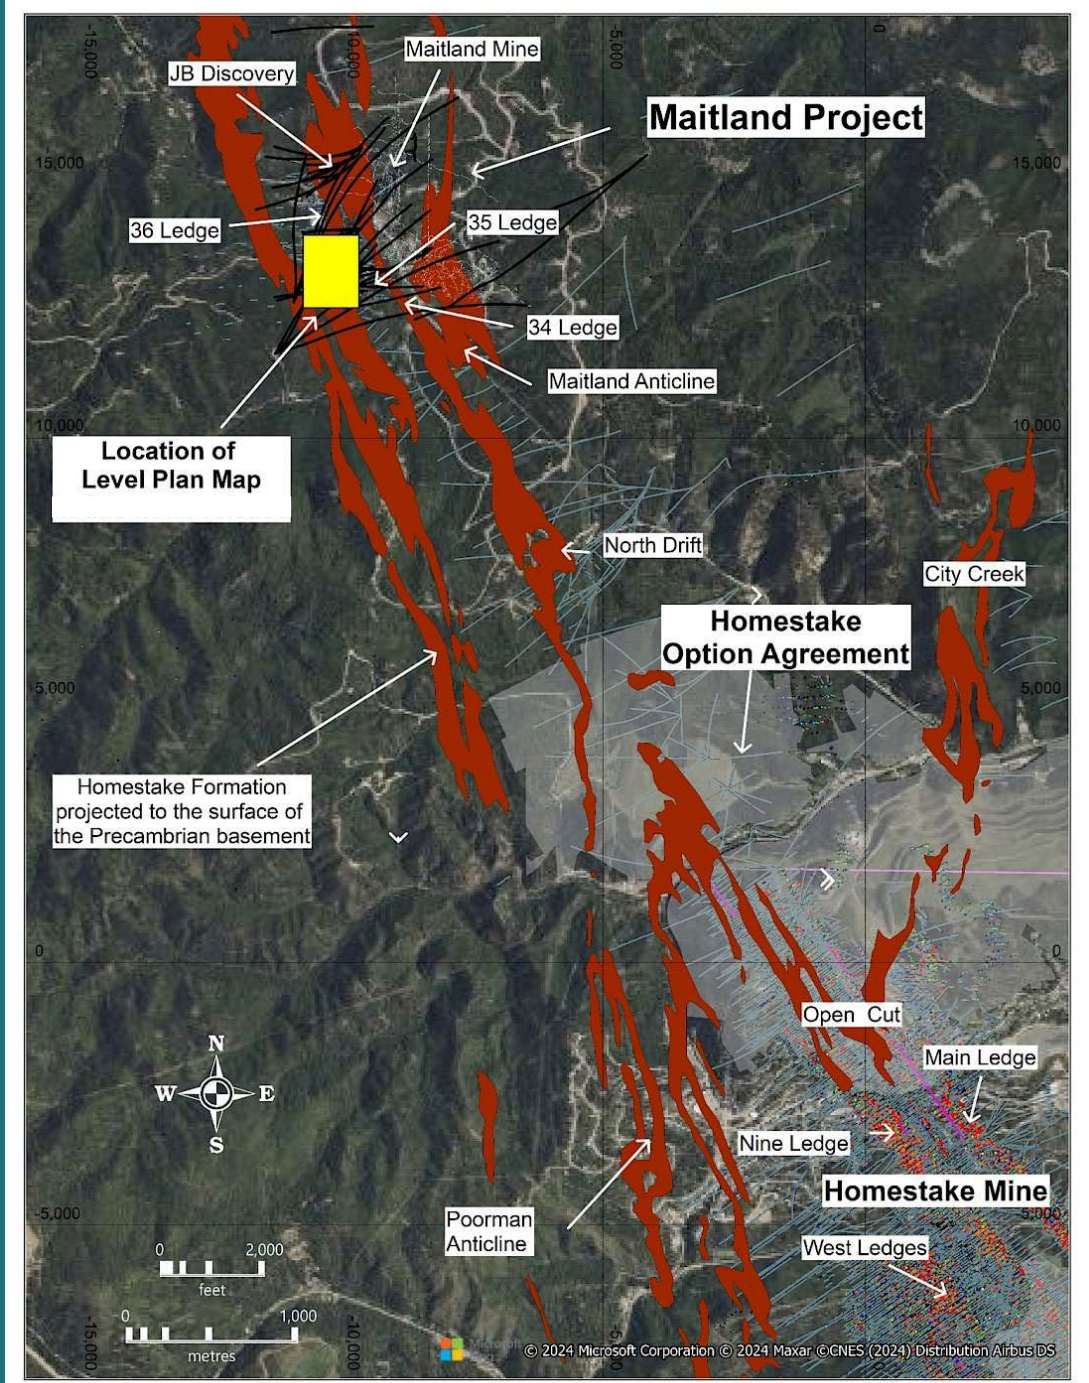 -15,000
-10,000
-5,000
0
Maitland Mine
JB Discovery
Maitland Project
15,000
15,000
36 Ledge
35 Ledge
34 Ledge
Maitland Anticline
10,000
10,000
Location of
Level Plan Map
North Drift
City Creek
Homestake
Option Agreement
5,000
5,000
Homestake Formation
projected to the surface of
the Precambrian basement
0
0
Open Cut
Main Ledge
N
W
E
S
Nine Ledge
Homestake Mine
-5,000
-5,000
Poorman
Anticline
West Ledges
0
2,000
feet
0
1,000
metres
-15,000
-10,000
Microsoft
© 2024 Microsoft Corporation © 2024 Maxar ©CNES (2024) Distribution Airbus DS